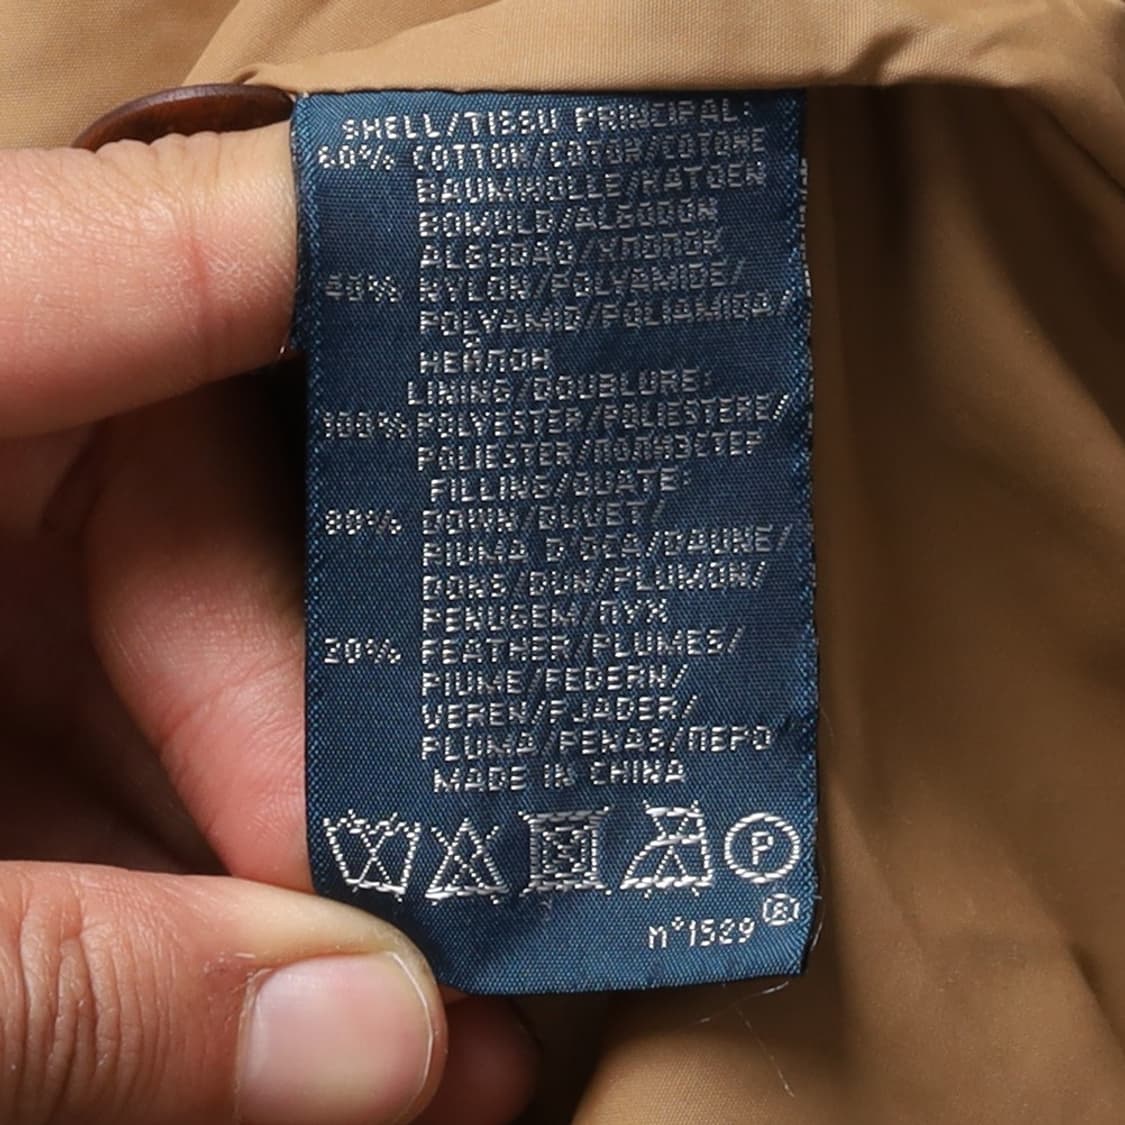 SHELL/TISSU PRINCIPAL:
60% COTTON/COTON/COTONE
BAUMWOLLE/KATOEN
BOMULD/ALGODON
ALGODAO/ХЛОПОК
40% NYLON/POLYAMIDE/
POLYAMID/POLIAMIDA/
НЕЙЛОН
LINING/DOUBLURE:
100% POLYESTER/POLIESTERE/
POLIESTER/ПОЛИЭСТЕР
FILLING/OUATE:
80% DOWN/DUVET/
PIUMA D'OCA/DAUNE/
DONS/DUN/PLUMON/
PENUGEM/ПУХ
20% FEATHER/PLUMES/
PIUME/FEDERN/
VEREN/FJADER/
PLUMA/PENAS/ПЕРО
MADE IN CHINA
P
n°1529 ®